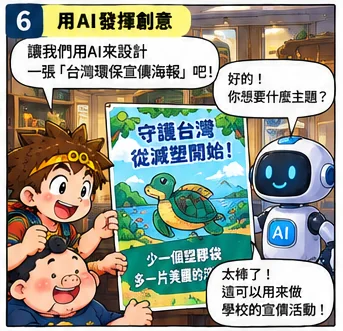 6 用AI發揮創意
讓我們用AI來設計
一張「台灣環保宣傳海報」吧！
好的！
你想要什麼主題？
守護台灣
從減塑開始！
少一個塑膠袋
多一片美麗的
AI
太棒了！
這可以用來做
學校的宣傳活動！